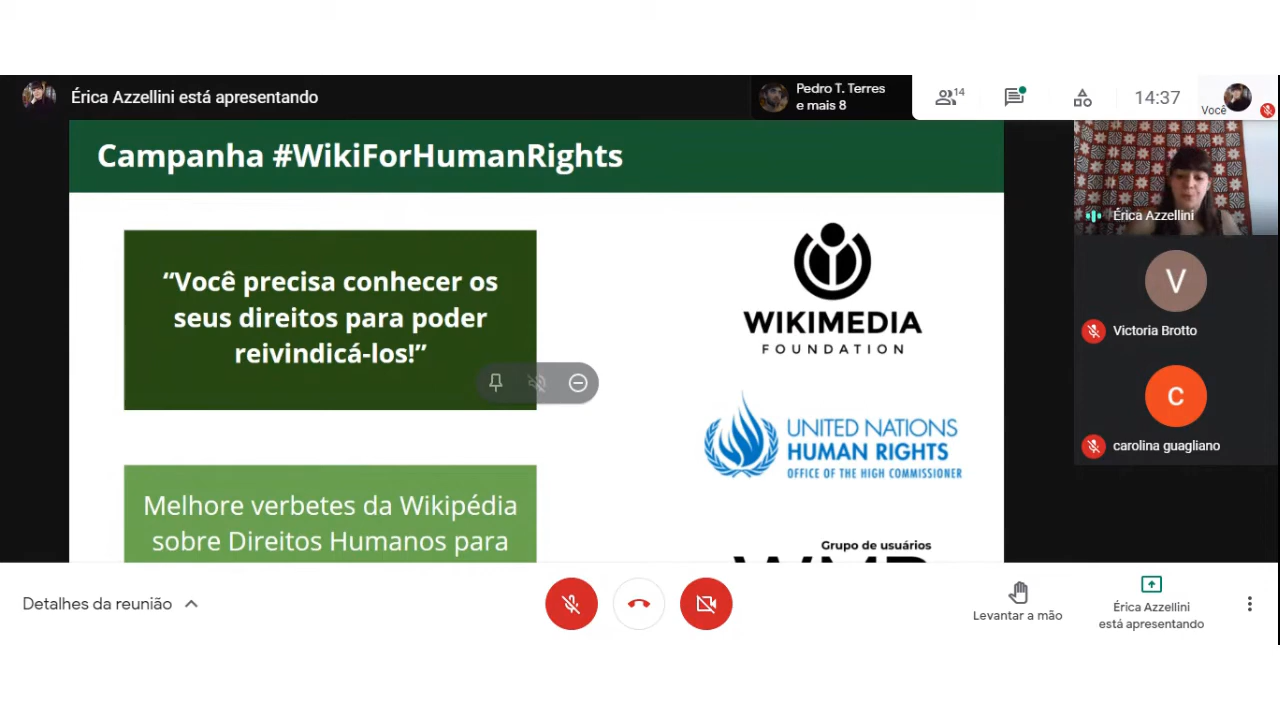 Érica Azzellini está apresentando
Pedro T. Terres
e mais 8
14
14:37
Você
Campanha #WikiForHumanRights
“Você precisa conhecer os
seus direitos para poder
reivindicá-los!”
Melhore verbetes da Wikipédia
sobre Direitos Humanos para
WIKIMEDIA
FOUNDATION
UNITED NATIONS
HUMAN RIGHTS
OFFICE OF THE HIGH COMMISSIONER
Grupo de usuários
Érica Azzellini
V
Victoria Brotto
C
carolina guagliano
Detalhes da reunião
Levantar a mão
Érica Azzellini
está apresentando